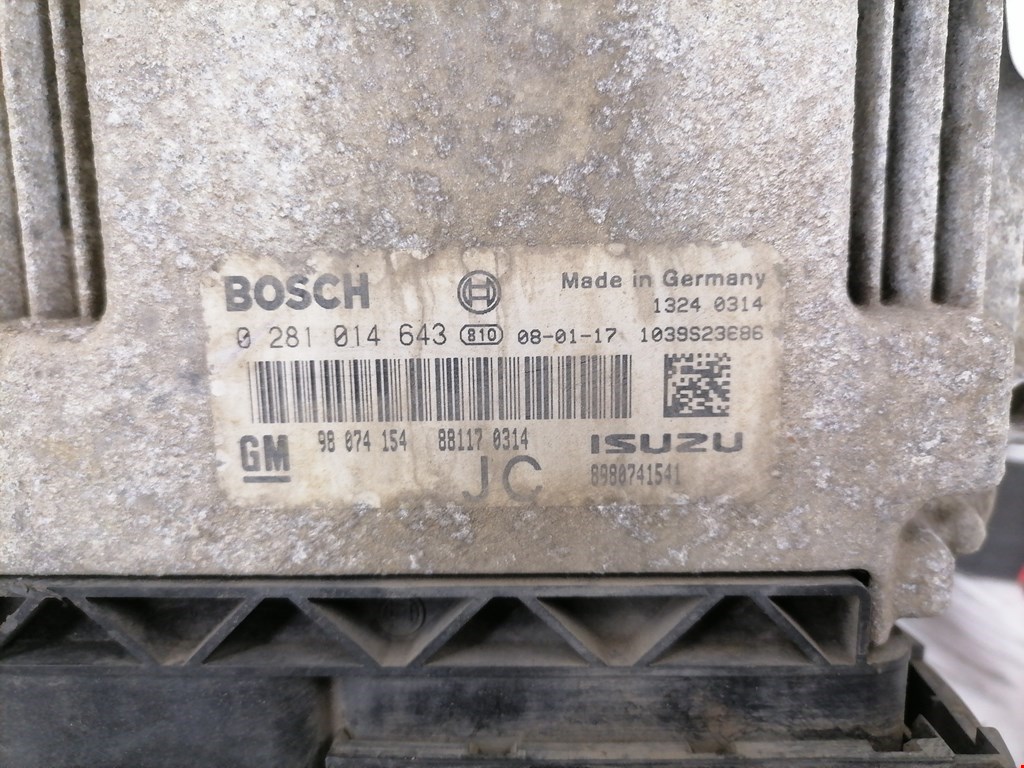 BOSCH
Made in Germany
1324 0314
0 281 014 643 810 08-01-17 1039S23686
GM 98 074 154 88117 0314 ISUZU
JC 8980741541